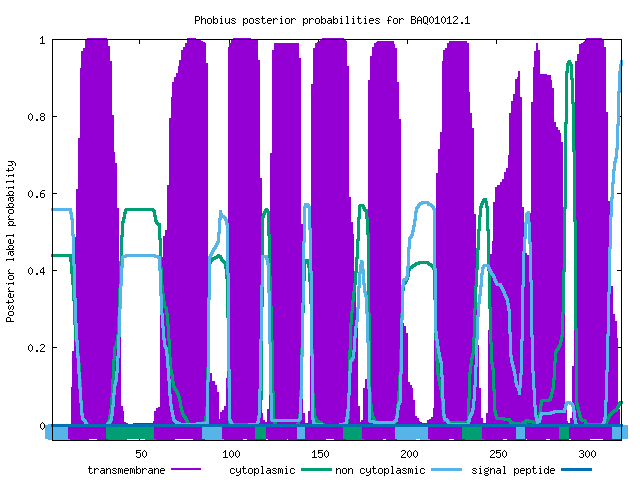 Phobius posterior probabilities for BAQ01012.1
1
0.8
0.6
0.4
0.2
0
Posterior label probability
50
100
150
200
250
300
transmembrane
cytoplasmic
non cytoplasmic
signal peptide